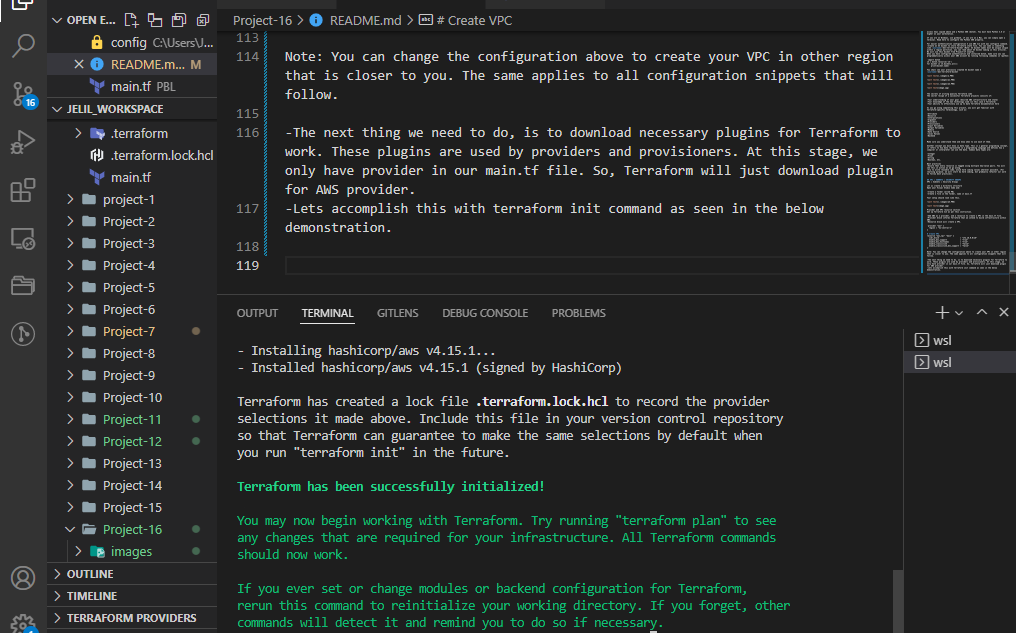 OPEN E...
config C:\Users\J...
README.m... M
main.tf PBL
16
JELIL_WORKSPACE
.terraform
.terraform.lock.hcl
main.tf
project-1
Project-2
Project-3
Project-4
Project-5
Project-6
Project-7
Project-8
Project-9
Project-10
Project-11
Project-12
Project-13
Project-14
Project-15
Project-16
images
OUTLINE
TIMELINE
TERRAFORM PROVIDERS
Project-16 > README.md > # Create VPC
113
114 Note: You can change the configuration above to create your VPC in other region
that is closer to you. The same applies to all configuration snippets that will
follow.
115
116 -The next thing we need to do, is to download necessary plugins for Terraform to
work. These plugins are used by providers and provisioners. At this stage, we
only have provider in our main.tf file. So, Terraform will just download plugin
for AWS provider.
117 -Lets accomplish this with terraform init command as seen in the below
demonstration.
118
119
OUTPUT TERMINAL GITLENS DEBUG CONSOLE PROBLEMS
wsl
wsl
- Installing hashicorp/aws v4.15.1...
- Installed hashicorp/aws v4.15.1 (signed by HashiCorp)
Terraform has created a lock file .terraform.lock.hcl to record the provider
selections it made above. Include this file in your version control repository
so that Terraform can guarantee to make the same selections by default when
you run "terraform init" in the future.
Terraform has been successfully initialized!
You may now begin working with Terraform. Try running "terraform plan" to see
any changes that are required for your infrastructure. All Terraform commands
should now work.
If you ever set or change modules or backend configuration for Terraform,
rerun this command to reinitialize your working directory. If you forget, other
commands will detect it and remind you to do so if necessary.